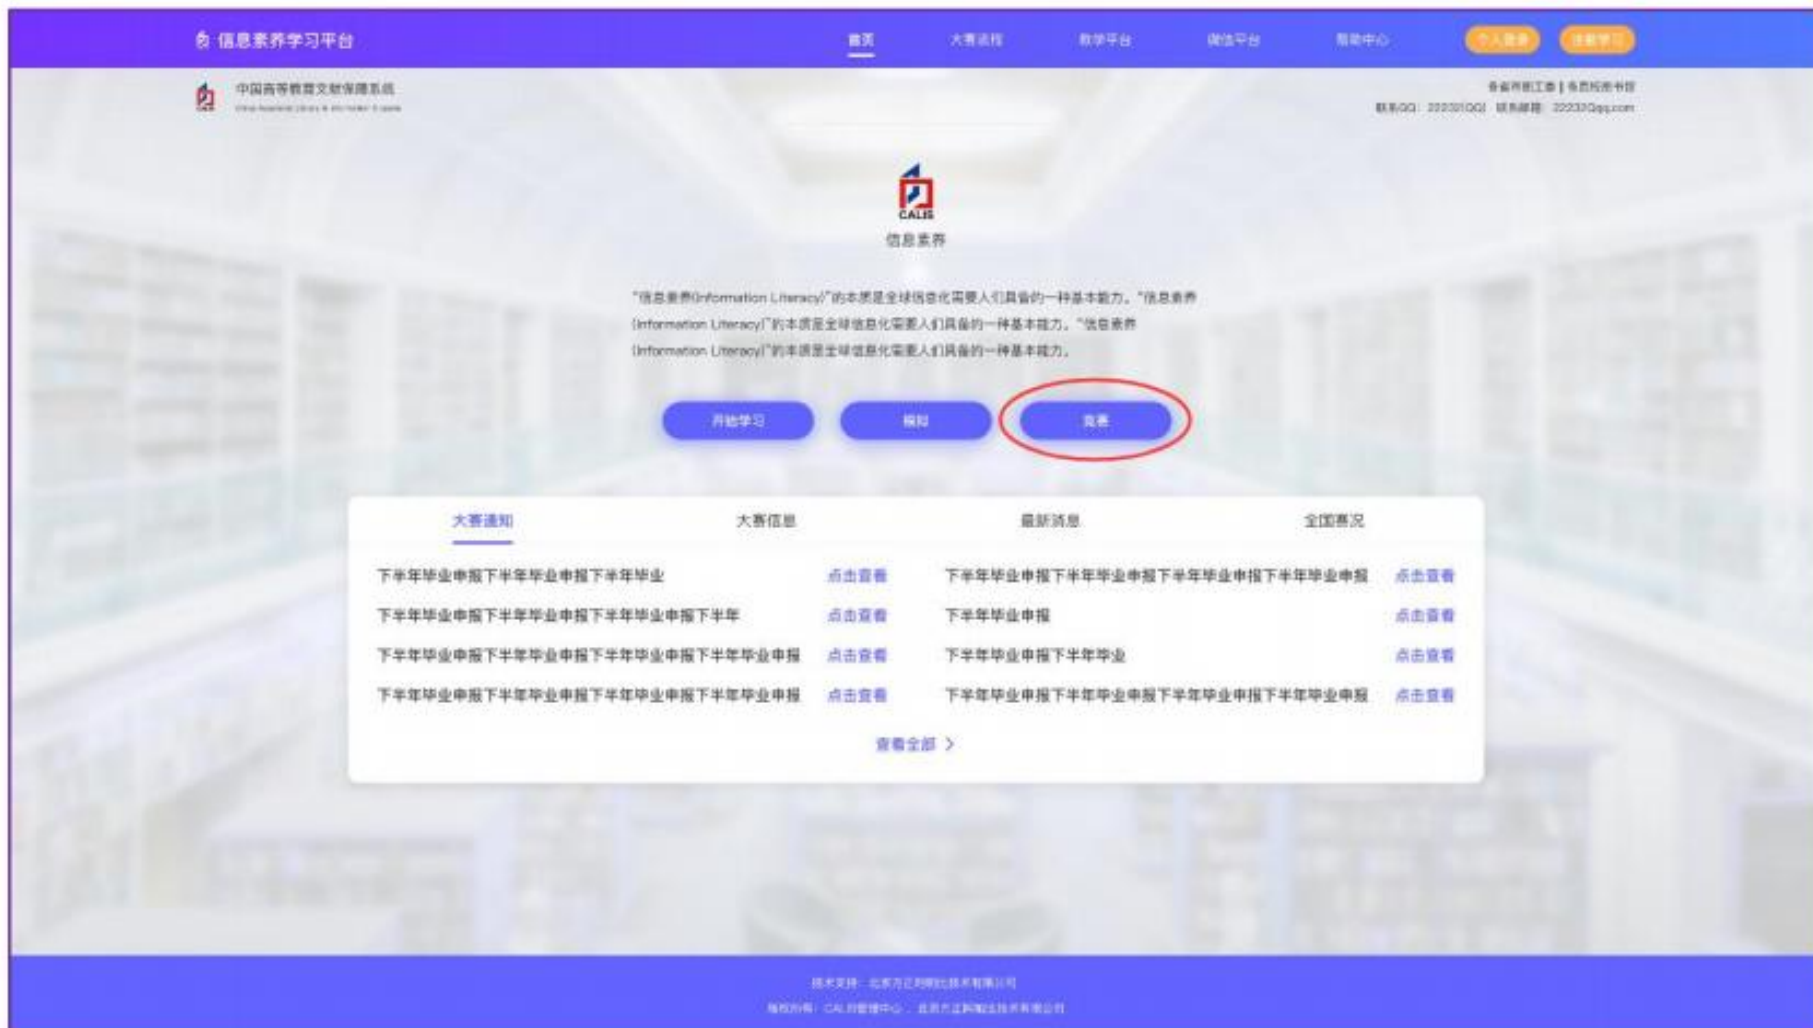 信息素养学习平台
首页
大赛流程
教学平台
微信平台
帮助中心
个人登录
中国高等教育文献保障系统
CALIS
信息素养
“信息素养(Information Literacy)”的本质是全球信息化需要人们具备的一种基本能力。“信息素养
(Information Literacy)”的本质是全球信息化需要人们具备的一种基本能力。“信息素养
(Information Literacy)”的本质是全球信息化需要人们具备的一种基本能力。
开始学习
模拟
竞赛
大赛通知
大赛信息
最新消息
全国赛况
下半年毕业申报下半年毕业申报下半年毕业 点击查看
下半年毕业申报下半年毕业申报下半年毕业申报下半年毕业申报 点击查看
下半年毕业申报下半年毕业申报下半年毕业申报下半年 点击查看
下半年毕业申报 点击查看
下半年毕业申报下半年毕业申报下半年毕业申报下半年毕业申报 点击查看
下半年毕业申报下半年毕业 点击查看
下半年毕业申报下半年毕业申报下半年毕业申报下半年毕业申报 点击查看
下半年毕业申报下半年毕业申报下半年毕业申报下半年毕业申报 点击查看
查看全部 >